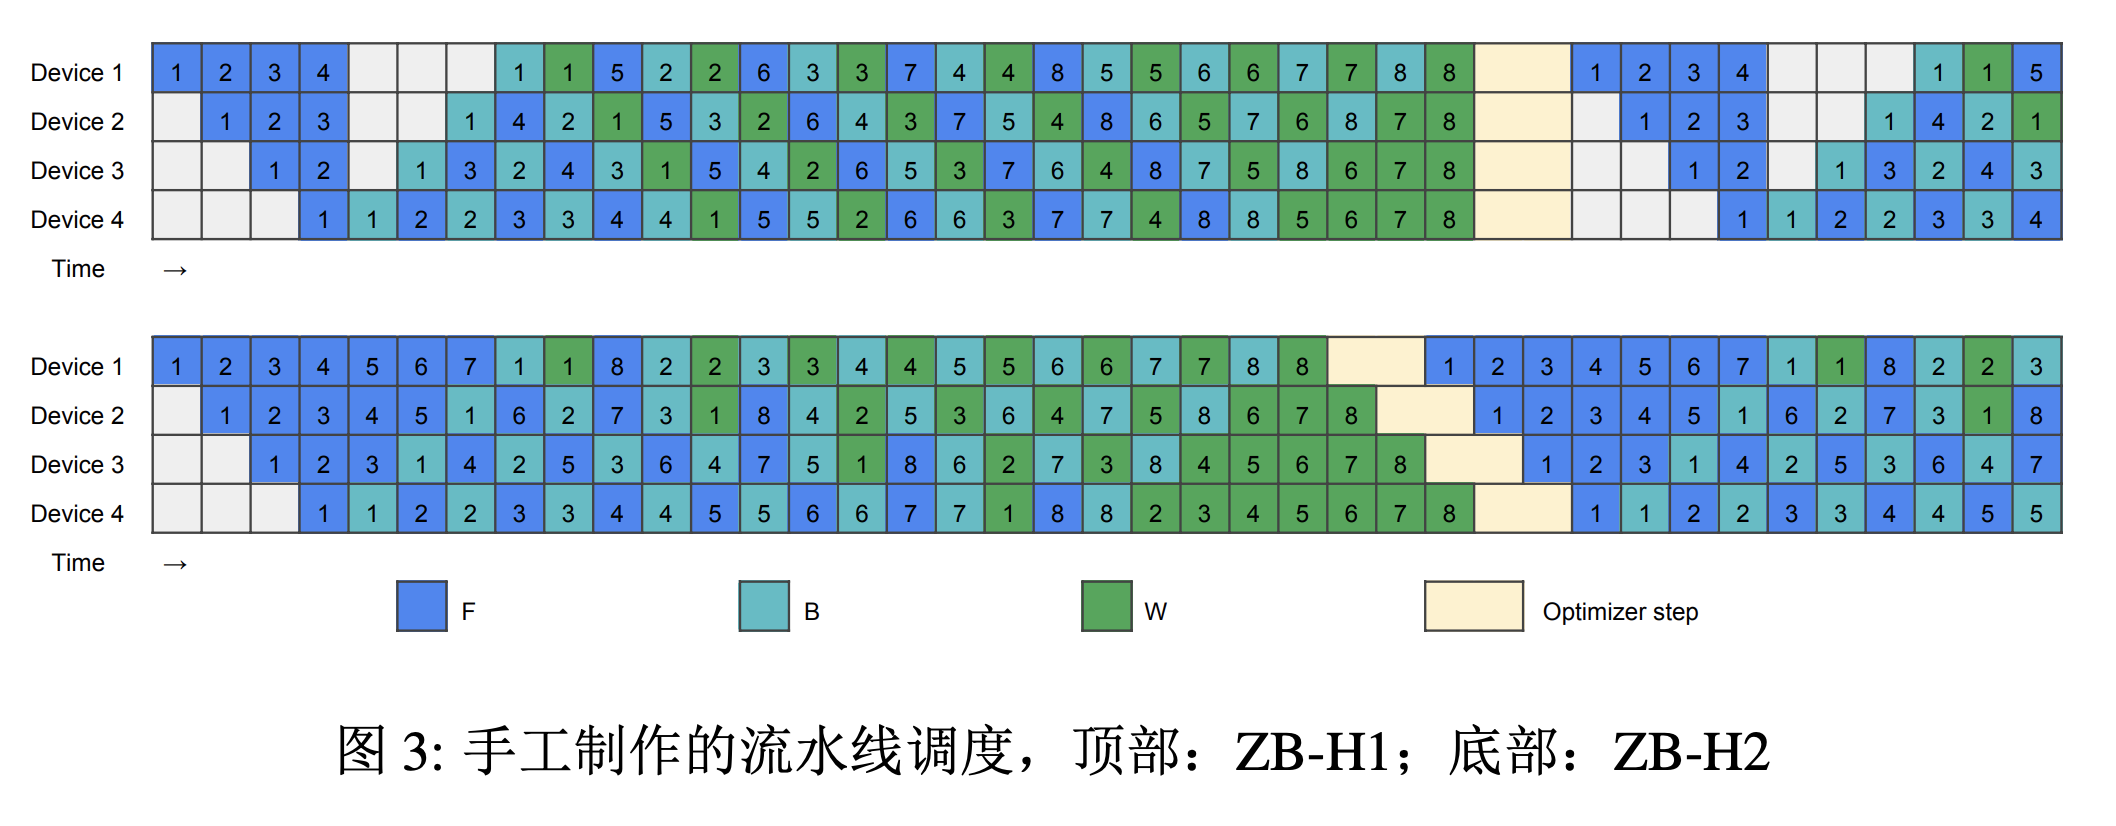 Device 1 1 2 3 4 1 1 5 2 2 6 3 3 7 4 4 8 5 5 6 6 7 7 8 8 1 2 3 4 1 1 5
Device 2 1 2 3 1 4 2 1 5 3 2 6 4 3 7 5 4 8 6 5 7 6 8 7 8 1 2 3 1 4 2 1
Device 3 1 2 1 3 2 4 3 1 5 4 2 6 5 3 7 6 4 8 7 5 8 6 7 8 1 2 1 3 2 4 3
Device 4 1 1 2 2 3 3 4 4 1 5 5 2 6 6 3 7 7 4 8 8 5 6 7 8 1 1 2 2 3 3 4
Time →
Device 1 1 2 3 4 5 6 7 1 1 8 2 2 3 3 4 4 5 5 6 6 7 7 8 8 1 2 3 4 5 6 7 1 1 8 2 2 3
Device 2 1 2 3 4 5 1 6 2 7 3 1 8 4 2 5 3 6 4 7 5 8 6 7 8 1 2 3 4 5 1 6 2 7 3 1 8
Device 3 1 2 3 1 4 2 5 3 6 4 7 5 1 8 6 2 7 3 8 4 5 6 7 8 1 2 3 1 4 2 5 3 6 4 7
Device 4 1 1 2 2 3 3 4 4 5 5 6 6 7 7 1 8 8 2 3 4 5 6 7 8 1 1 2 2 3 3 4 4 5 5
Time →
F B W Optimizer step
图 3: 手工制作的流水线调度，顶部：ZB-H1；底部：ZB-H2